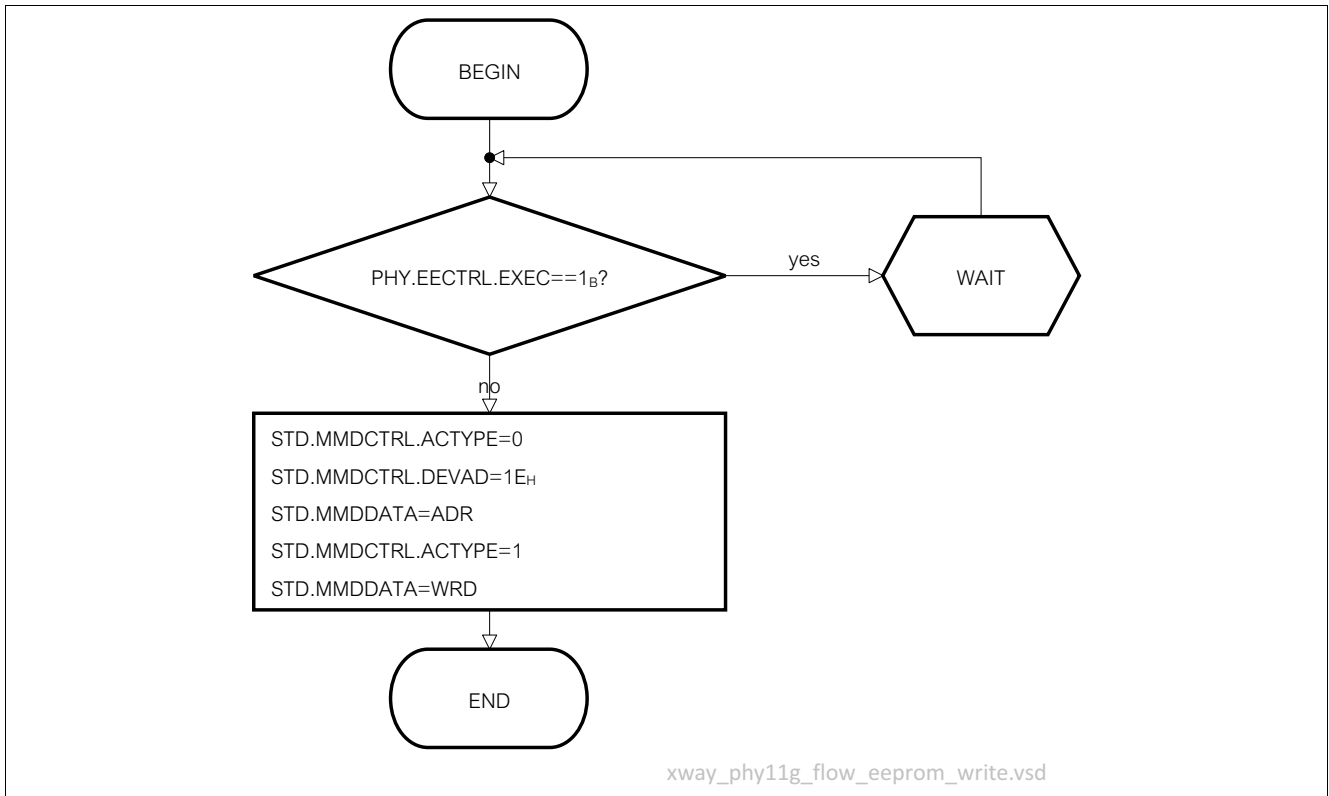 BEGIN
PHY.EECTRL.EXEC==1B?
yes
WAIT
no
STD.MMDCTRL.ACTYPE=0
STD.MMDCTRL.DEVAD=1EH
STD.MMDDATA=ADR
STD.MMDCTRL.ACTYPE=1
STD.MMDDATA=WRD
END
xway_phy11g_flow_eeprom_write.vsd